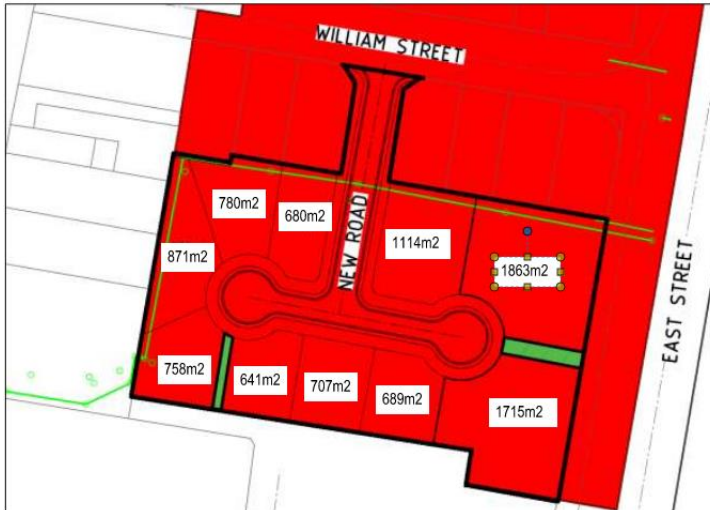 WILLIAM STREET
780m2
680m2
NEW ROAD
1114m2
871m2
1863m2
EAST STREET
758m2
641m2
707m2
689m2
1715m2